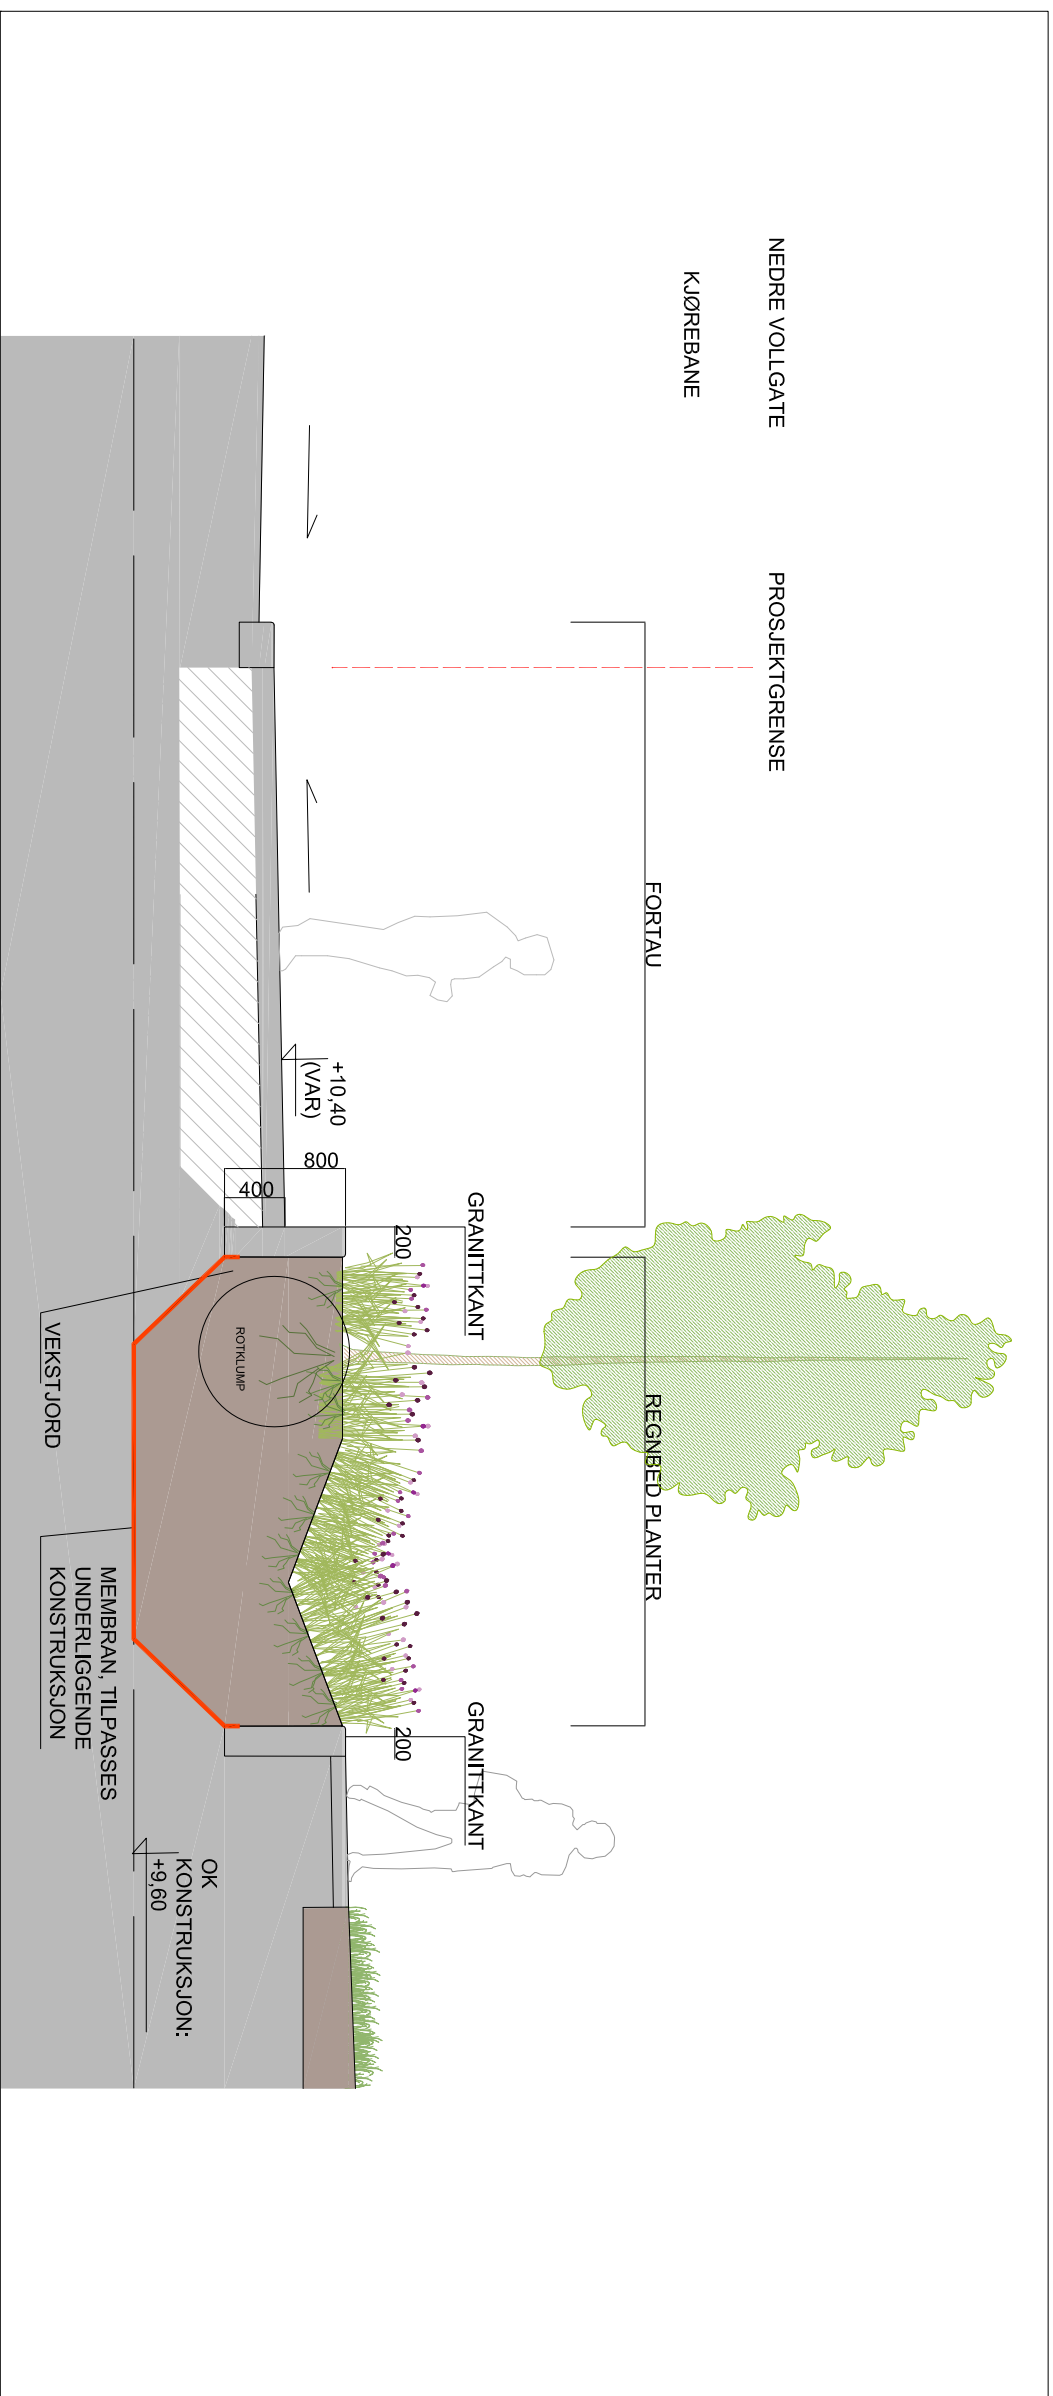 NEDRE VOLLGATE
PROSJEKTGRENSE
KJØREBANE
FORTAU
REGNBED PLANTER
GRANITTKANT
GRANITTKANT
200
200
+10,40
(VAR)
800
400
ROTKLUMP
OK
KONSTRUKSJON:
+9,60
MEMBRAN, TILPASSES
UNDERLIGGENDE
KONSTRUKSJON
VEKSTJORD